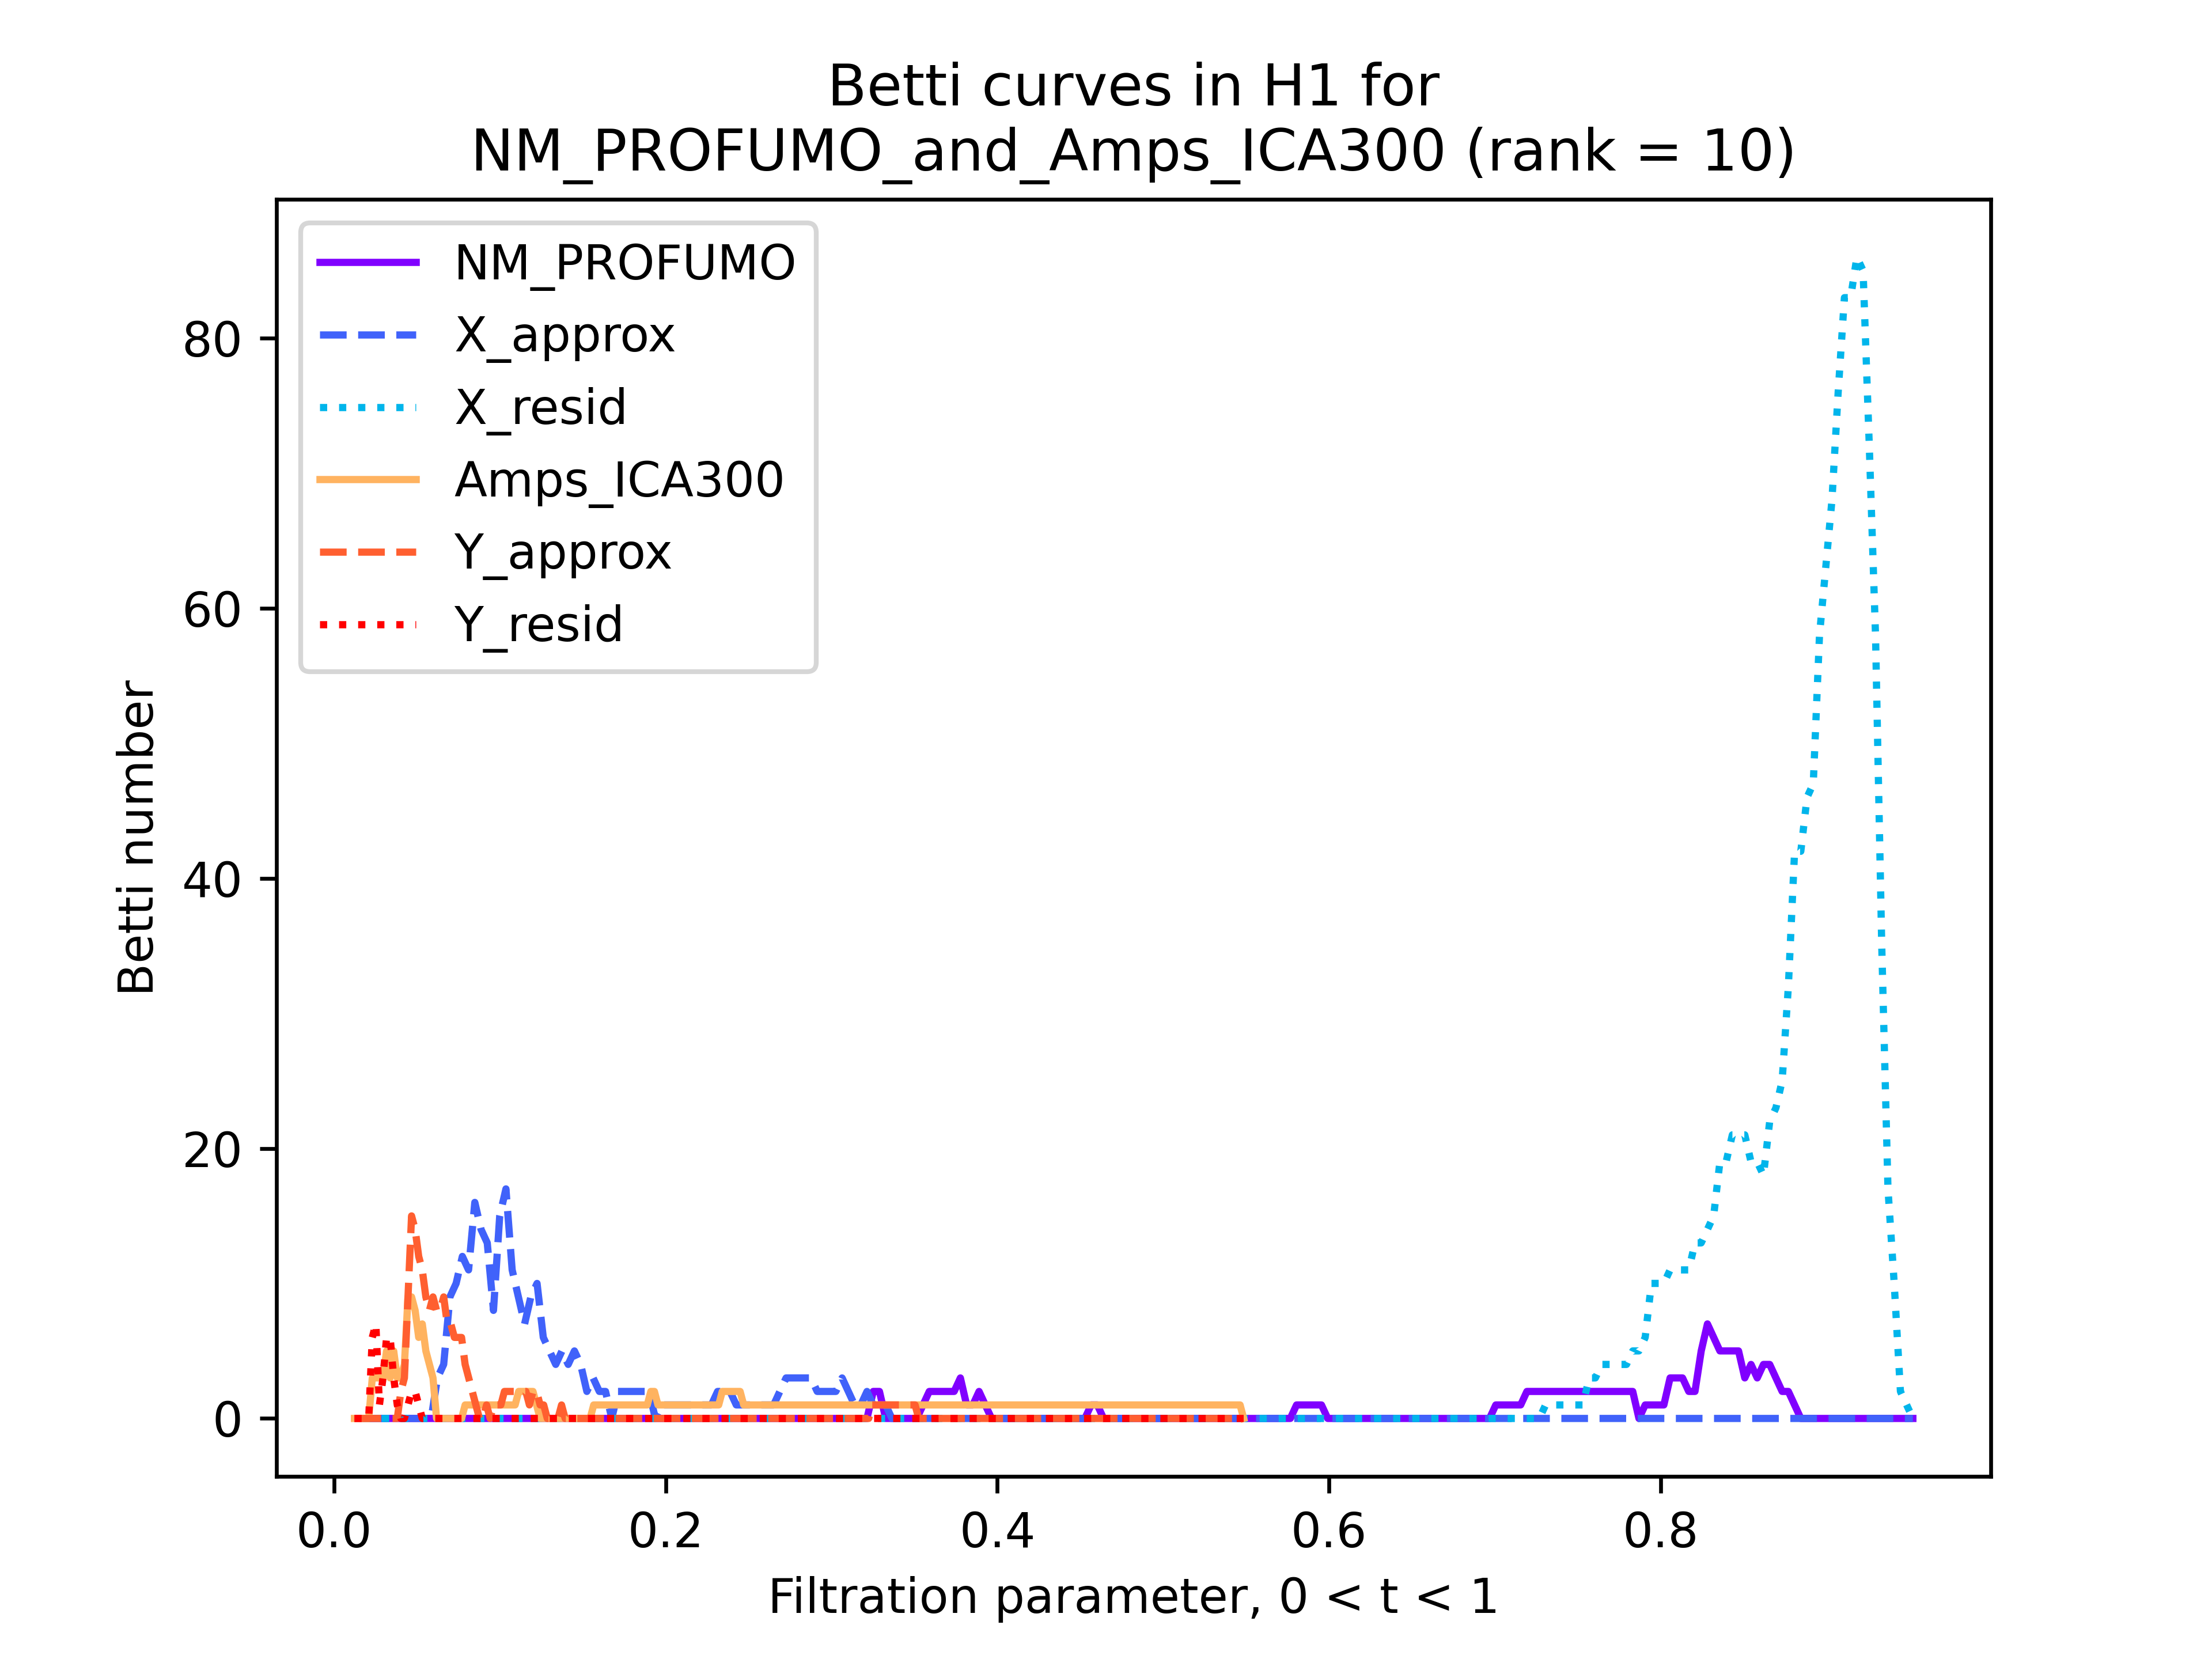 Betti curves in H1 for
NM_PROFUMO_and_Amps_ICA300 (rank = 10)
NM_PROFUMO
X_approx
X_resid
Amps_ICA300
Y_approx
Y_resid
80
60
40
20
0
Betti number
0.0 0.2 0.4 0.6 0.8
Filtration parameter, 0 < t < 1